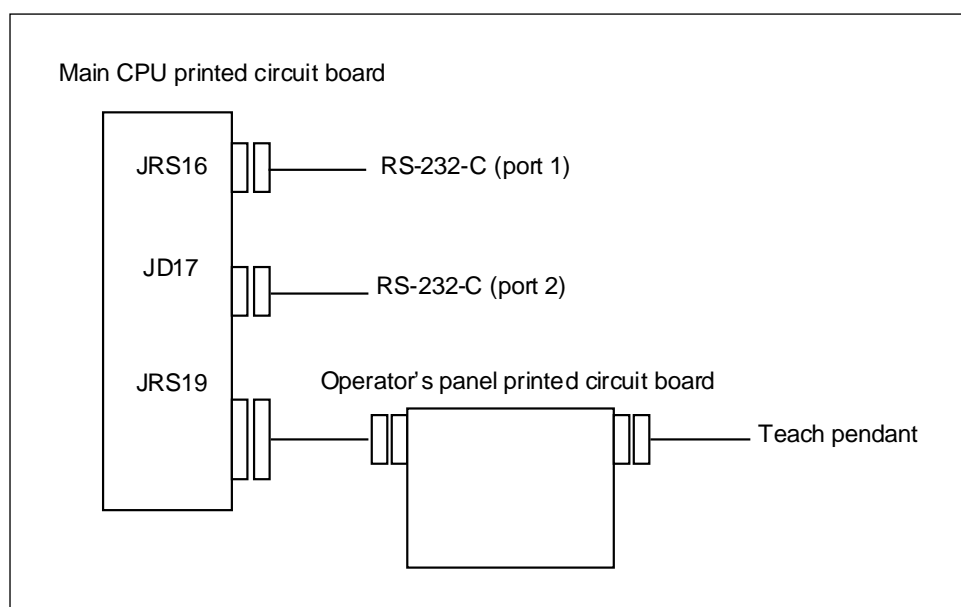 Main CPU printed circuit board
JRS16
RS-232-C (port 1)
JD17
RS-232-C (port 2)
JRS19
Operator’s panel printed circuit board
Teach pendant